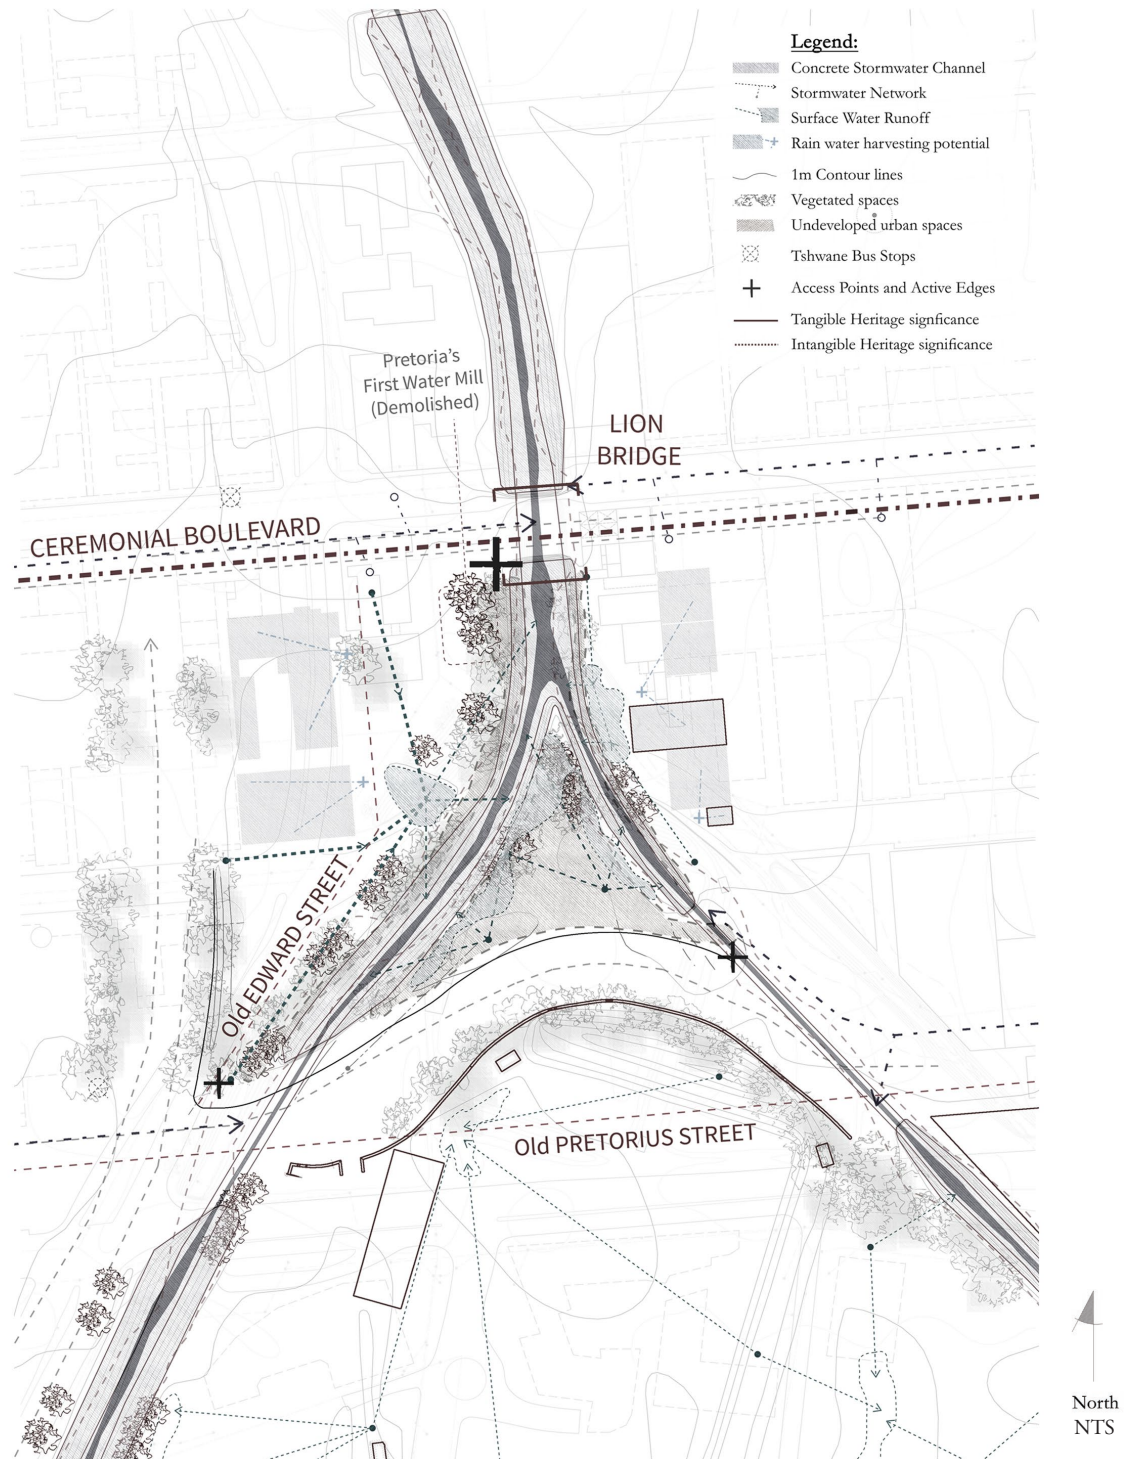 Legend:
Concrete Stormwater Channel
Stormwater Network
Surface Water Runoff
Rain water harvesting potential
1m Contour lines
Vegetated spaces
Undeveloped urban spaces
Tshwane Bus Stops
Access Points and Active Edges
Tangible Heritage signficance
Intangible Heritage significance
Pretoria’s
First Water Mill
(Demolished)
LION
BRIDGE
CEREMONIAL BOULEVARD
Old EDWARD STREET
Old PRETORIUS STREET
North
NTS